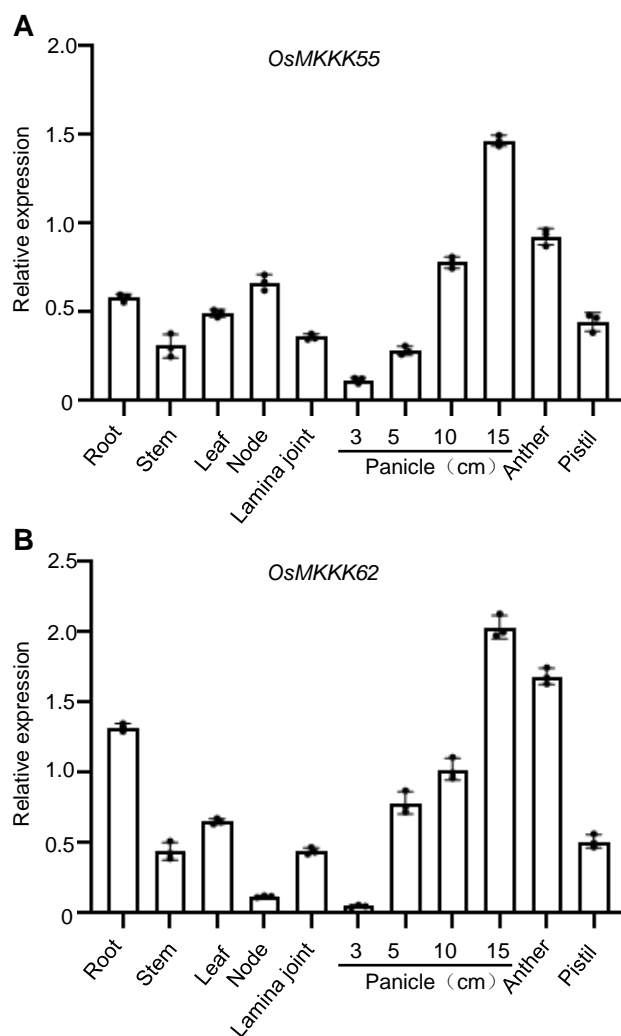 A
OsMKKK55
Relative expression
2.0
1.5
1.0
0.5
0
Root
Stem
Leaf
Node
Lamina joint
3 5 10 15
Panicle（cm）
Anther
Pistil
B
OsMKKK62
Relative expression
2.5
2.0
1.5
1.0
0.5
0
Root
Stem
Leaf
Node
Lamina joint
3 5 10 15
Panicle（cm）
Anther
Pistil